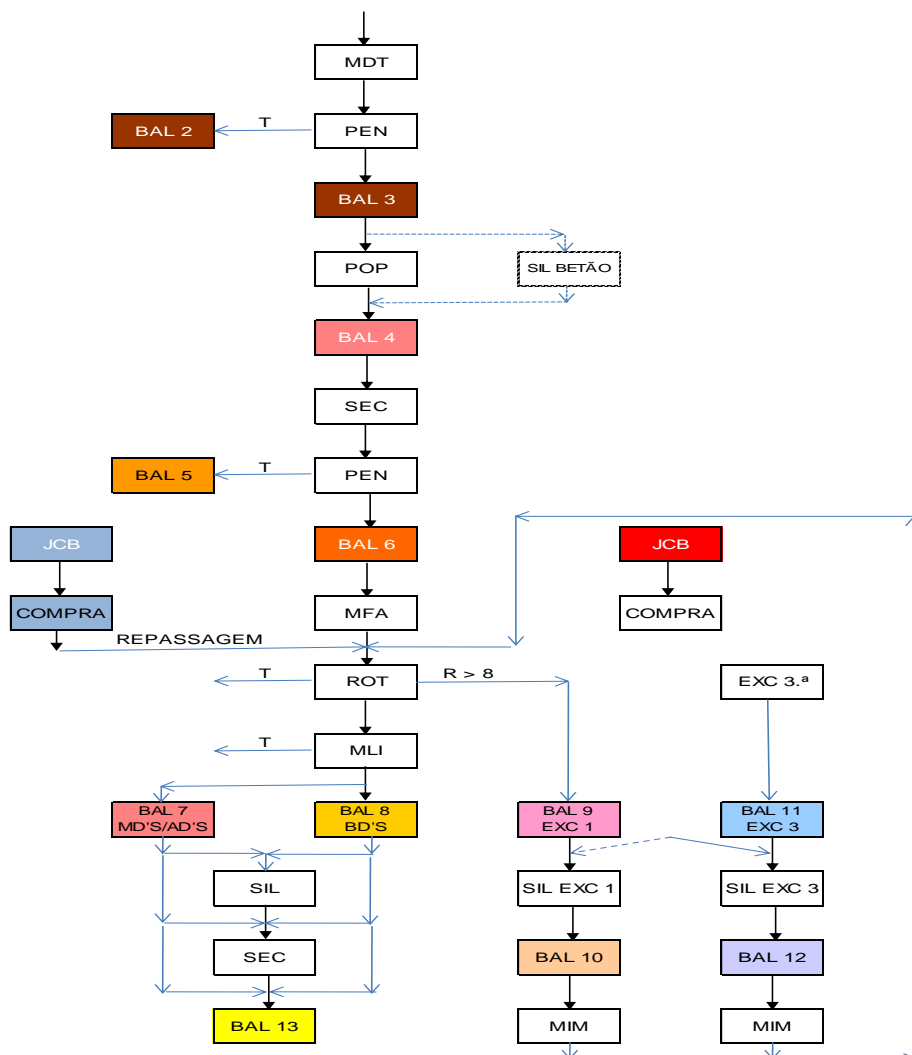 MDT
BAL 2
T
PEN
BAL 3
POP
SIL BETÃO
BAL 4
SEC
BAL 5
T
PEN
JCB
BAL 6
JCB
COMPRA
MFA
COMPRA
REPASSAGEM
T
ROT
R > 8
EXC 3.ª
T
MLI
BAL 7
MD'S/AD'S
BAL 8
BD'S
BAL 9
EXC 1
BAL 11
EXC 3
SIL
SIL EXC 1
SIL EXC 3
SEC
BAL 10
BAL 12
BAL 13
MIM
MIM